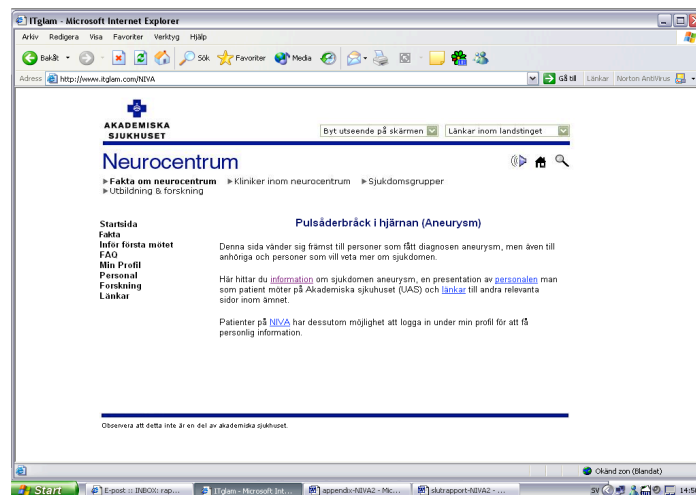 ITglam - Microsoft Internet Explorer
Arkiv Redigera Visa Favoriter Verktyg Hjälp
Bakåt Sök Favoriter Media
Adress http://www.itglam.com/NIVA Gå till Länkar Norton AntiVirus
AKADEMISKA
SJUKHUSET
Byt utseende på skärmen Länkar inom landstinget
Neurocentrum
Fakta om neurocentrum Kliniker inom neurocentrum Sjukdomsgrupper
Utbildning & forskning
Startsida
Fakta
Inför första mötet
FAQ
Min Profil
Personal
Forskning
Länkar
Pulsåderbråck i hjärnan (Aneurysm)
Denna sida vänder sig främst till personer som fått diagnosen aneurysm, men även till
anhöriga och personer som vill veta mer om sjukdomen.
Här hittar du information om sjukdomen aneurysm, en presentation av personalen man
som patient möter på Akademiska sjkuhuset (UAS) och länkar till andra relevanta
sidor inom ämnet.
Patienter på NIVA har dessutom möjlighet att logga in under min profil för att få
personlig information.
Observera att detta inte är en del av akademiska sjukhuset.
Okänd zon (Blandat)
Start E-post :: INBOX: rap... ITglam - Microsoft Int... appendix-NIVA2 - Mic... slutrapport-NIVA2 - ... SV